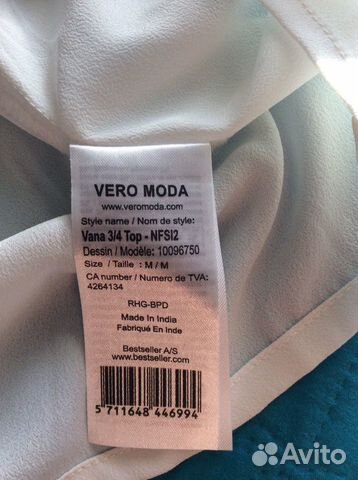 VERO MODA
www.veromoda.com
Style name / Nom de style:
Vana 3/4 Top - NFSI2
Dessin / Modèle: 10096750
Size / Taille : M / M
CA number / Numero de TVA:
4264134
RHG-BPD
Made In India
Fabriqué En Inde
Bestseller A/S
www.bestseller.com
5 711648 446994
Avito